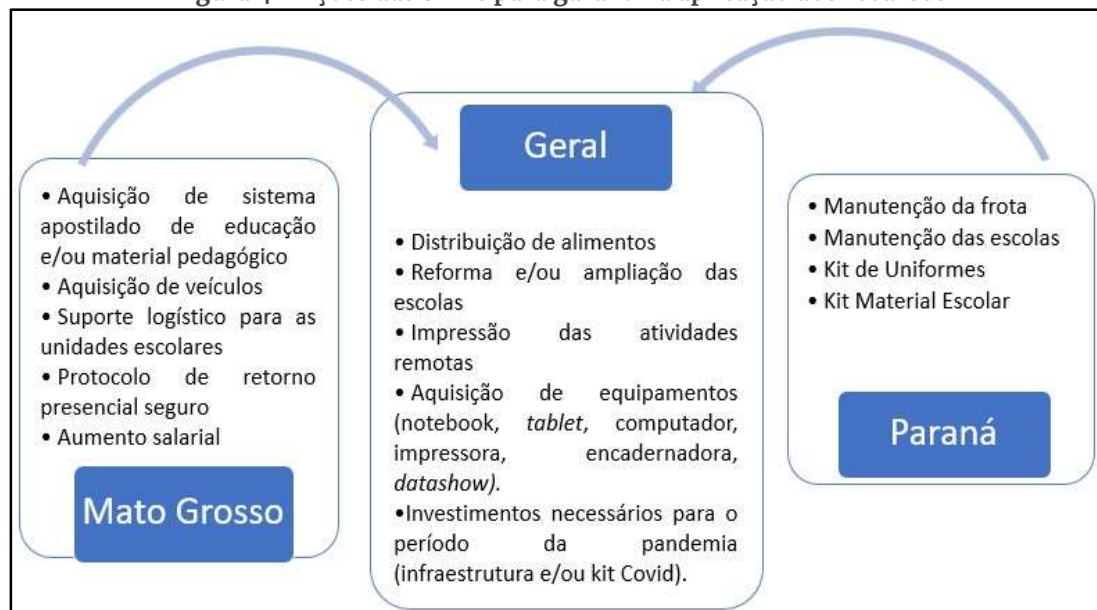 • Aquisição de sistema
apostilado de educação
e/ou material pedagógico
• Aquisição de veículos
• Suporte logístico para as
unidades escolares
• Protocolo de retorno
presencial seguro
• Aumento salarial
Mato Grosso
Geral
• Distribuição de alimentos
• Reforma e/ou ampliação das
escolas
• Impressão das atividades
remotas
• Aquisição de equipamentos
(notebook, tablet, computador,
impressora, encadernadora,
datashow).
•Investimentos necessários para o
período da pandemia
(infraestrutura e/ou kit Covid).
• Manutenção da frota
• Manutenção das escolas
• Kit de Uniformes
• Kit Material Escolar
Paraná